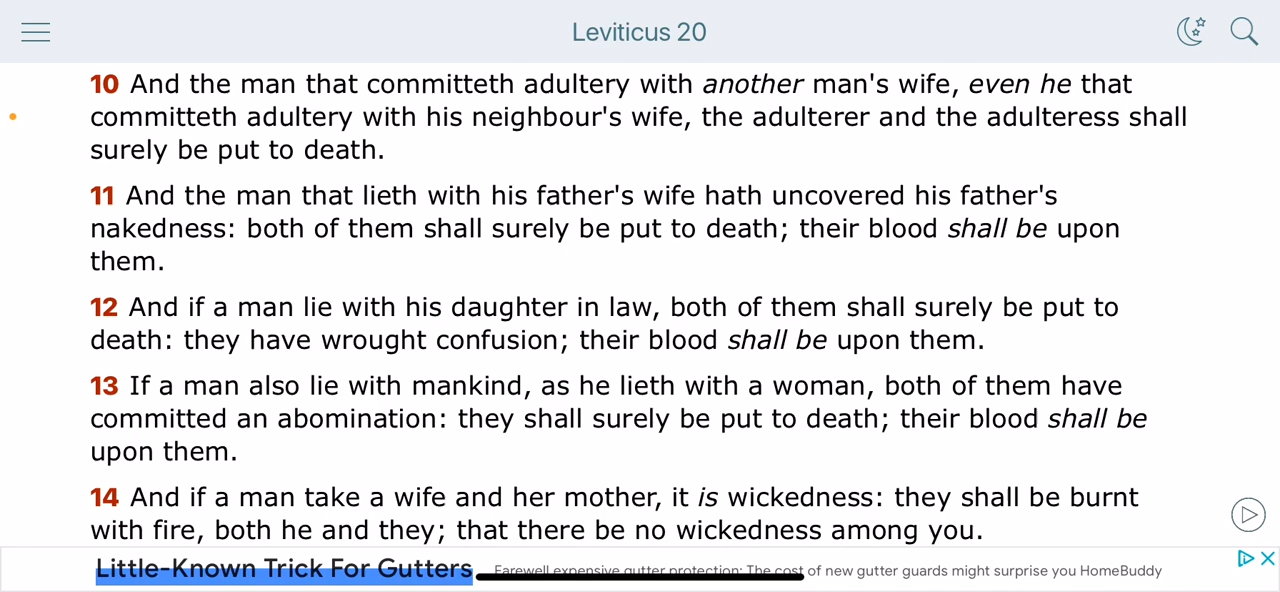 Leviticus 20
10 And the man that committeth adultery with another man's wife, even he that
committeth adultery with his neighbour's wife, the adulterer and the adulteress shall
surely be put to death.
11 And the man that lieth with his father's wife hath uncovered his father's
nakedness: both of them shall surely be put to death; their blood shall be upon
them.
12 And if a man lie with his daughter in law, both of them shall surely be put to
death: they have wrought confusion; their blood shall be upon them.
13 If a man also lie with mankind, as he lieth with a woman, both of them have
committed an abomination: they shall surely be put to death; their blood shall be
upon them.
14 And if a man take a wife and her mother, it is wickedness: they shall be burnt
with fire, both he and they; that there be no wickedness among you.
Little-Known Trick For Gutters
Farewell expensive gutter protection: The cost of new gutter guards might surprise you HomeBuddy